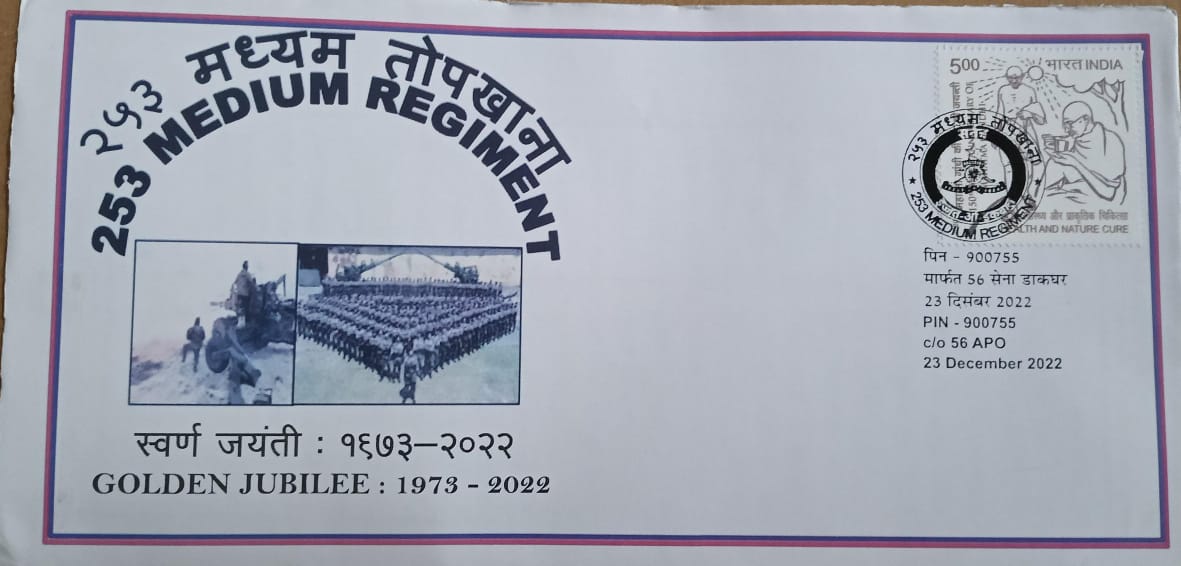 २५३ मध्यम तोपखाना
253 MEDIUM REGIMENT
स्वर्ण जयंती : १९७३–२०२२
GOLDEN JUBILEE : 1973 - 2022
5.00 भारत INDIA
२५३ मध्यम तोपखाना
253 MEDIUM REGIMENT
और प्राकृतिक चिकित्सा
AND NATURE CURE
पिन - 900755
मार्फत 56 सेना डाकघर
23 दिसंबर 2022
PIN - 900755
c/o 56 APO
23 December 2022